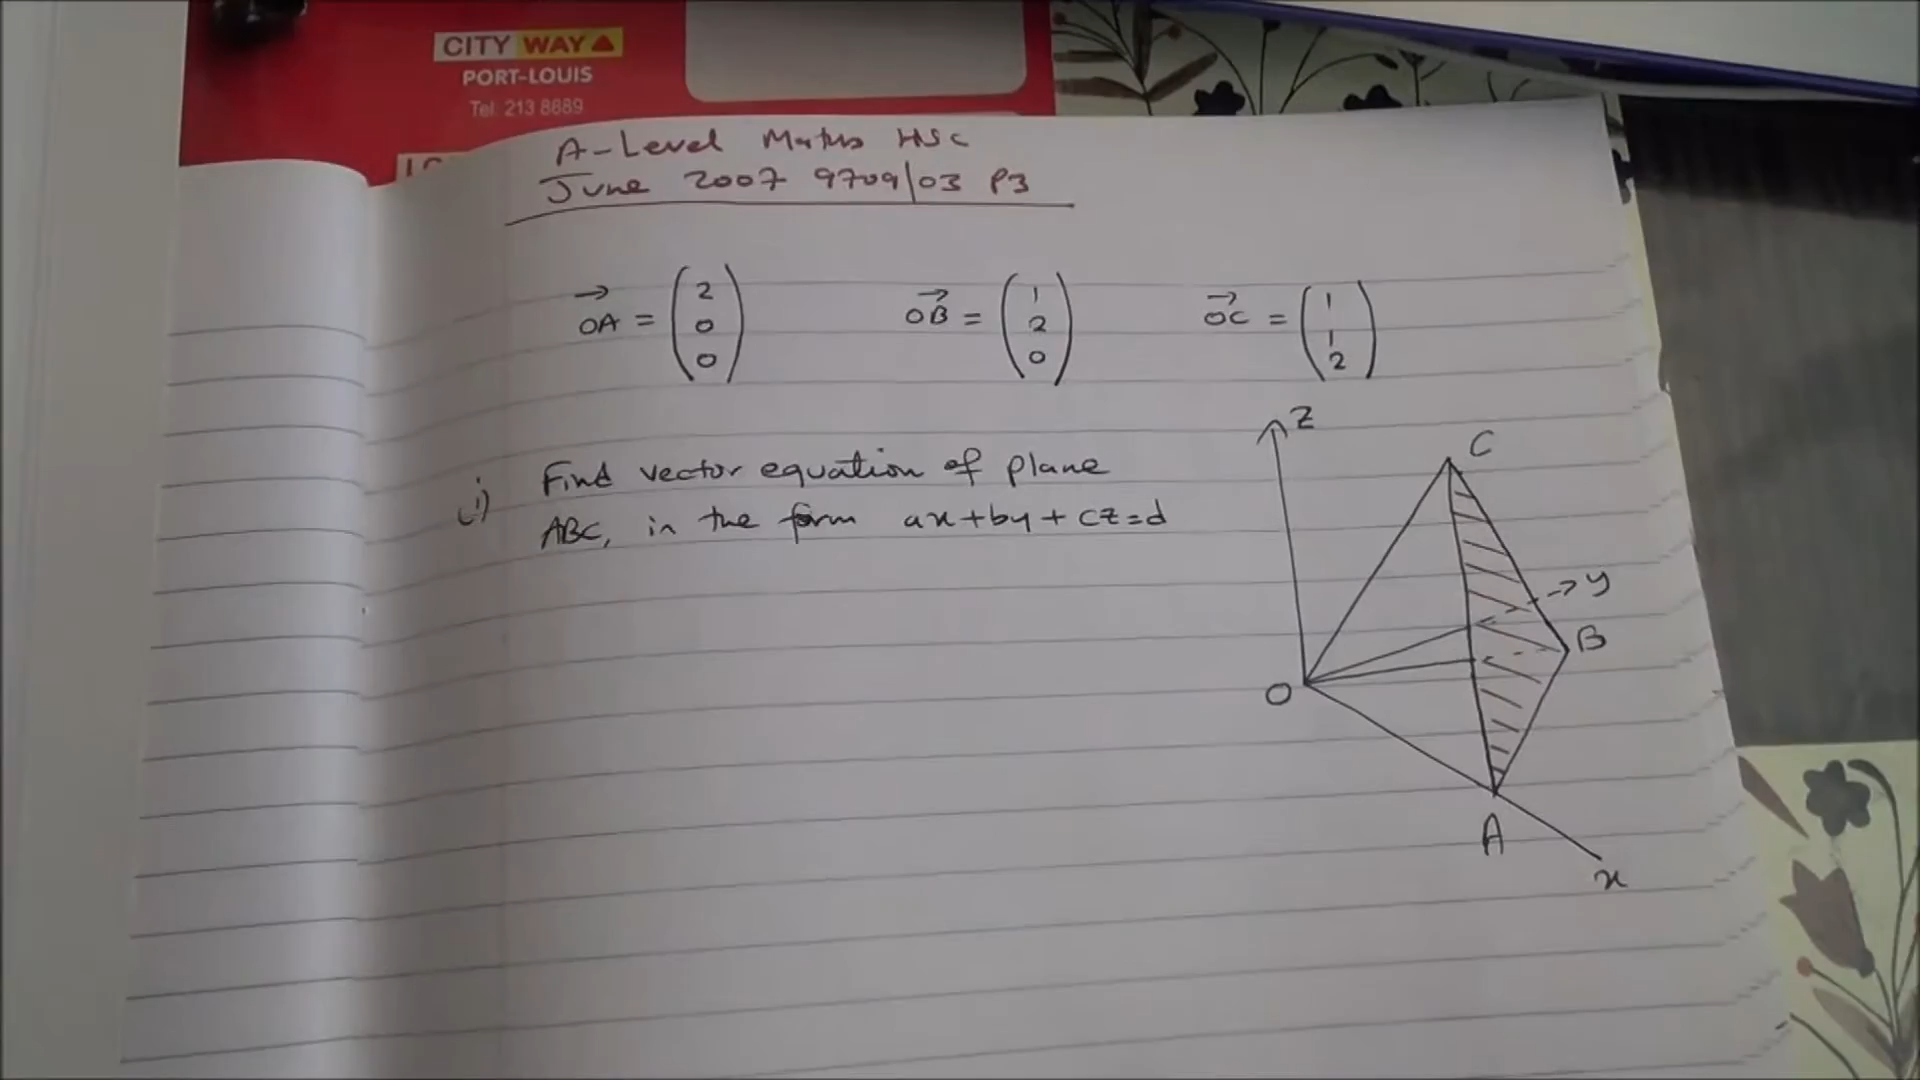 CITY WAY
PORT-LOUIS
Tel: 213 8889
A-Level Maths HSC
June 2007 9709/03 P3
OA = (2 0 0) OB = (1 2 0) OC = (1 1 2)
i) Find vector equation of plane
ABC, in the form ax+by+cz=d
z
C
y
B
O
A
x